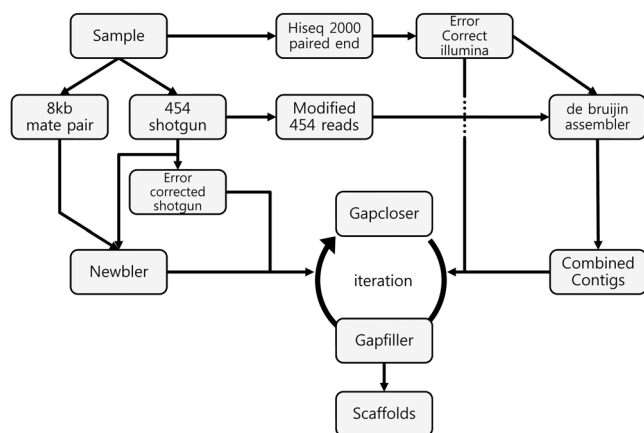 Sample
Hiseq 2000
paired end
Error
Correct
illumina
8kb
mate pair
454
shotgun
Modified
454 reads
de bruijin
assembler
Error
corrected
shotgun
Gapcloser
Newbler
iteration
Combined
Contigs
Gapfiller
Scaffolds